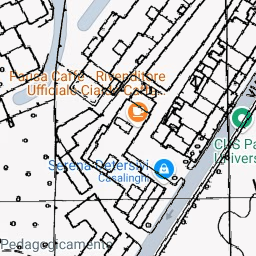 Pausa Caffè - Rivenditore
Ufficiale Cialde Caffè...
CUS Pa
Univers
Serena Detersivi
Casalinghi
Pedagogicamente